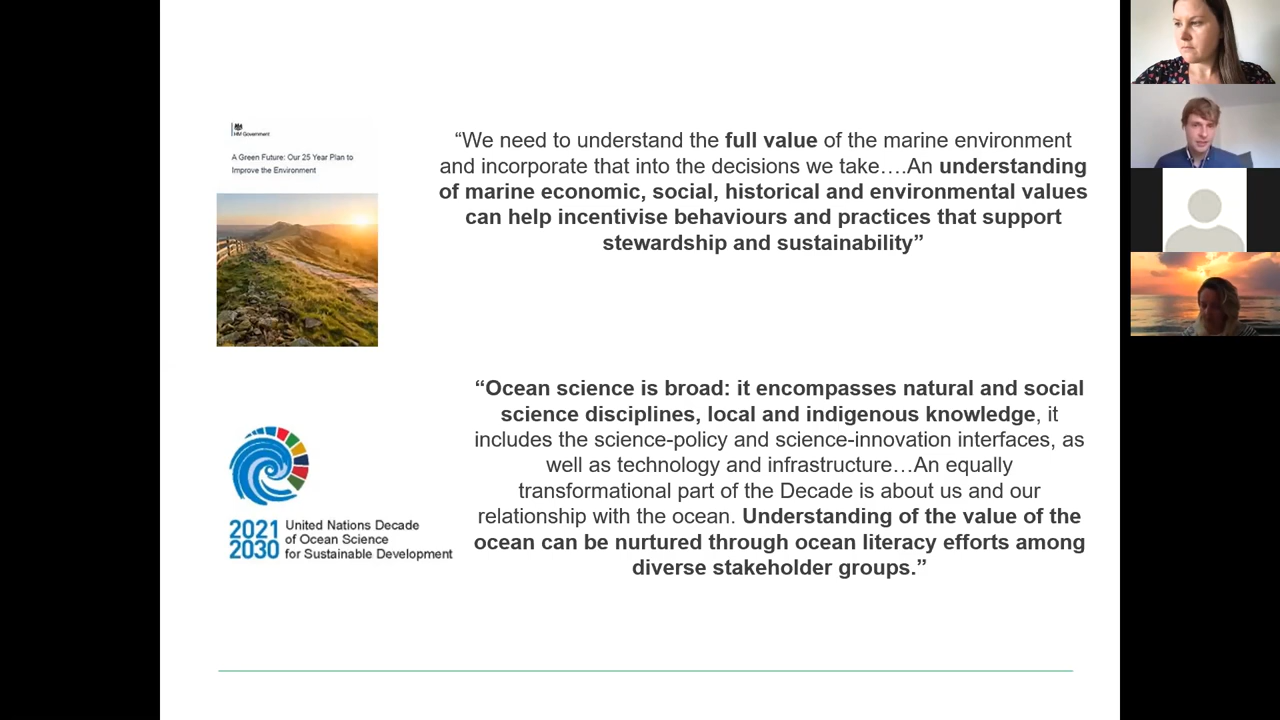 HM Government
A Green Future: Our 25 Year Plan to
Improve the Environment
“We need to understand the full value of the marine environment
and incorporate that into the decisions we take….An understanding
of marine economic, social, historical and environmental values
can help incentivise behaviours and practices that support
stewardship and sustainability”
“Ocean science is broad: it encompasses natural and social
science disciplines, local and indigenous knowledge, it
includes the science-policy and science-innovation interfaces, as
well as technology and infrastructure…An equally
transformational part of the Decade is about us and our
relationship with the ocean. Understanding of the value of the
ocean can be nurtured through ocean literacy efforts among
diverse stakeholder groups.”
2021
2030
United Nations Decade
of Ocean Science
for Sustainable Development